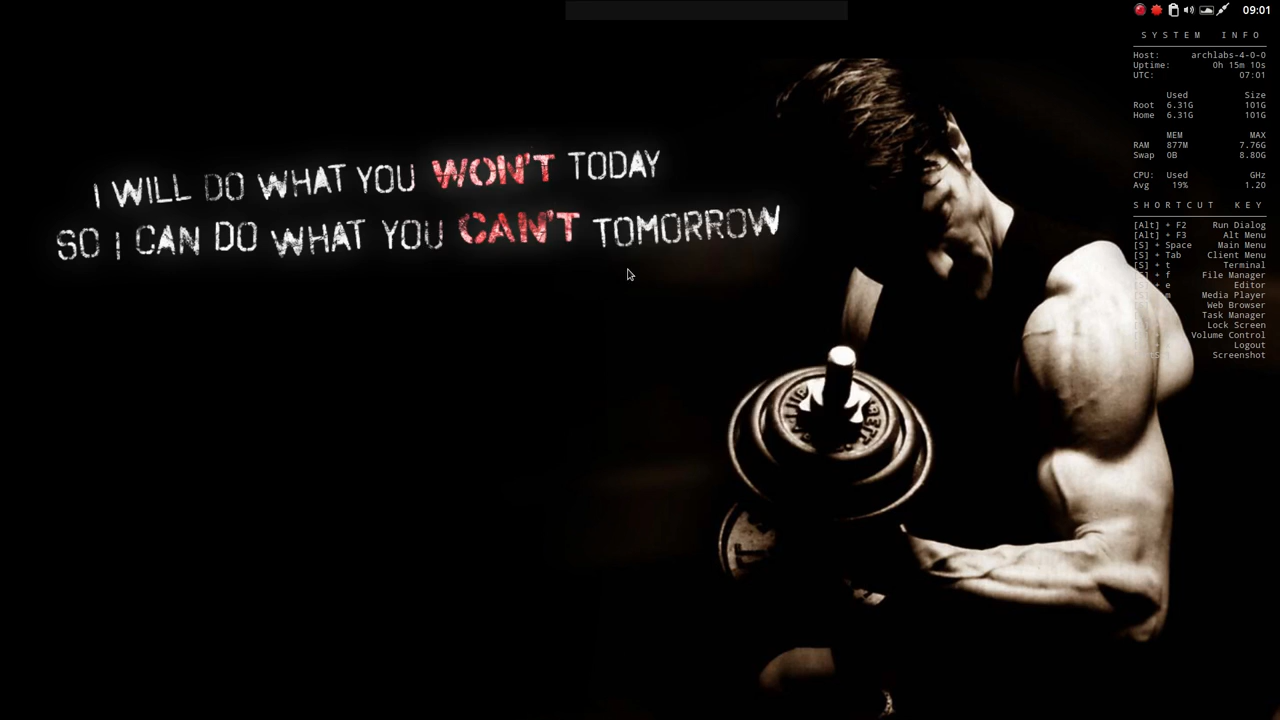 09:01
SYSTEM INFO
Host: archlabs-4-0-0
Uptime: 0h 15m 10s
UTC: 07:01
Used Size
Root 6.31G 101G
Home 6.31G 101G
MEM MAX
RAM 877M 7.76G
Swap 0B 8.80G
CPU: Used GHz
Avg 19% 1.20
SHORTCUT KEY
[Alt] + F2 Run Dialog
[Alt] + F3 Alt Menu
[S] + Space Main Menu
[S] + Tab Client Menu
[S] + t Terminal
[S] + f File Manager
[S] + e Editor
m Media Player
Web Browser
Task Manager
Lock Screen
Volume Control
Logout
Screenshot
I WILL DO WHAT YOU WON'T TODAY
SO I CAN DO WHAT YOU CAN'T TOMORROW